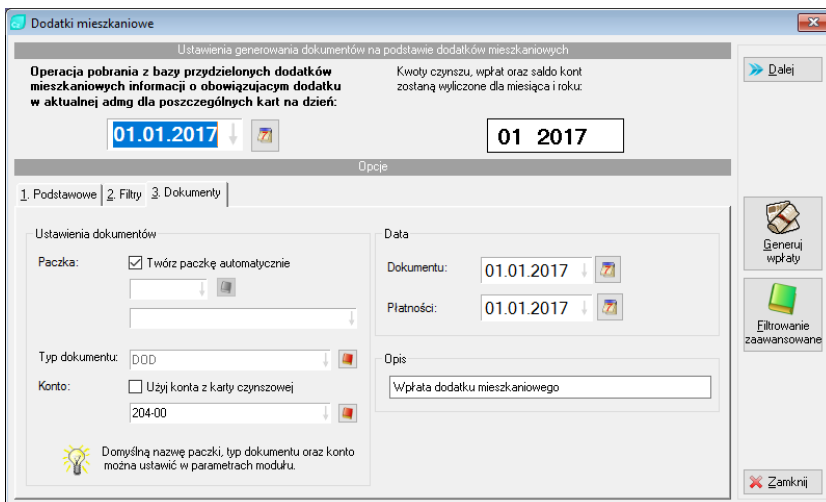 Dodatki mieszkaniowe
Ustawienia generowania dokumentów na podstawie dodatków mieszkaniowych
Operacja pobrania z bazy przydzielonych dodatków
mieszkaniowych informacji o obowiązujacym dodatku
w aktualnej admg dla poszczególnych kart na dzień:
01.01.2017
Kwoty czynszu, wpłat oraz saldo kont
zostaną wyliczone dla miesiąca i roku:
01 2017
Opcje
1. Podstawowe
2. Filtry
3. Dokumenty
Ustawienia dokumentów
Paczka:
Twórz paczkę automatycznie
Typ dokumentu:
DOD
Konto:
Użyj konta z karty czynszowej
204-00
Domyślną nazwę paczki, typ dokumentu oraz konto
można ustawić w parametrach modułu.
Data
Dokumentu:
01.01.2017
Płatności:
01.01.2017
Opis
Wpłata dodatku mieszkaniowego
Dalej
Generuj
wpłaty
Filtrowanie
zaawansowane
Zamknij